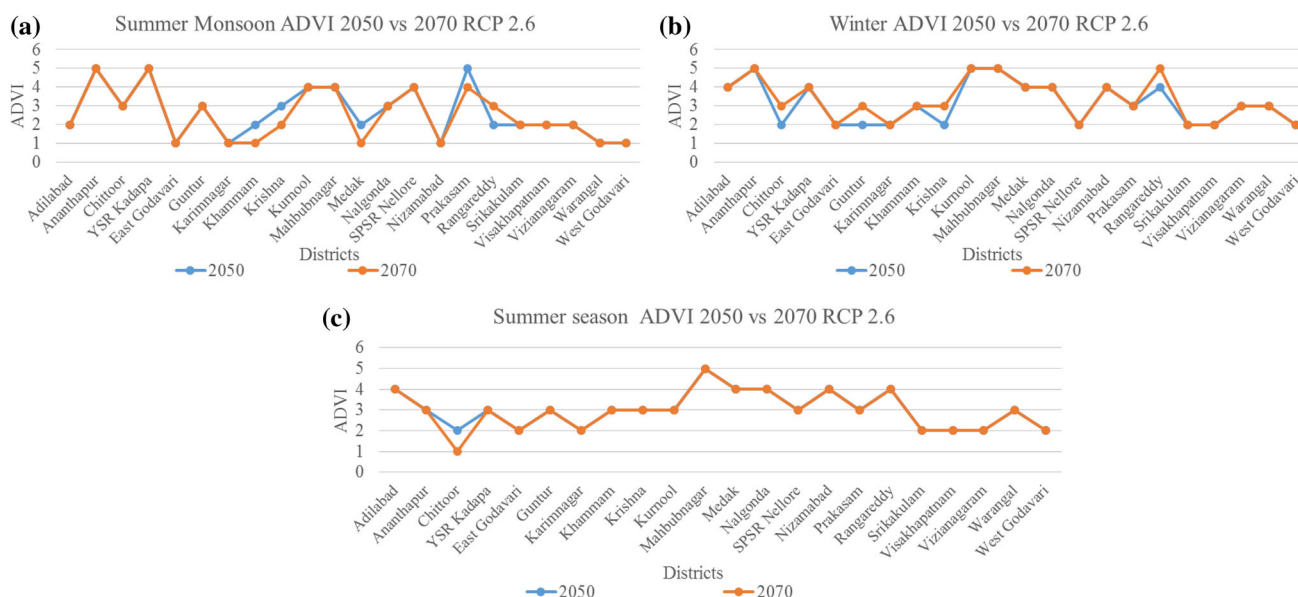 (a)
Summer Monsoon ADVI 2050 vs 2070 RCP 2.6
6
5
4
3
2
1
0
ADVI
Adilabad
Ananthapur
Chittoor
YSR Kadapa
East Godavari
Guntur
Karimnagar
Khammam
Krishna
Kurnool
Mahbubnagar
Medak
Nalgonda
SPSR Nellore
Nizamabad
Prakasam
Rangareddy
Srikakulam
Visakhapatnam
Vizianagaram
Warangal
West Godavari
Districts
2050 2070
(b)
Winter ADVI 2050 vs 2070 RCP 2.6
6
5
4
3
2
1
0
ADVI
Adilabad
Ananthapur
Chittoor
YSR Kadapa
East Godavari
Guntur
Karimnagar
Khammam
Krishna
Kurnool
Mahbubnagar
Medak
Nalgonda
SPSR Nellore
Nizamabad
Prakasam
Rangareddy
Srikakulam
Visakhapatnam
Vizianagaram
Warangal
West Godavari
Districts
2050 2070
(c)
Summer season ADVI 2050 vs 2070 RCP 2.6
6
5
4
3
2
1
0
ADVI
Adilabad
Ananthapur
Chittoor
YSR Kadapa
East Godavari
Guntur
Karimnagar
Khammam
Krishna
Kurnool
Mahbubnagar
Medak
Nalgonda
SPSR Nellore
Nizamabad
Prakasam
Rangareddy
Srikakulam
Visakhapatnam
Vizianagaram
Warangal
West Godavari
Districts
2050 2070